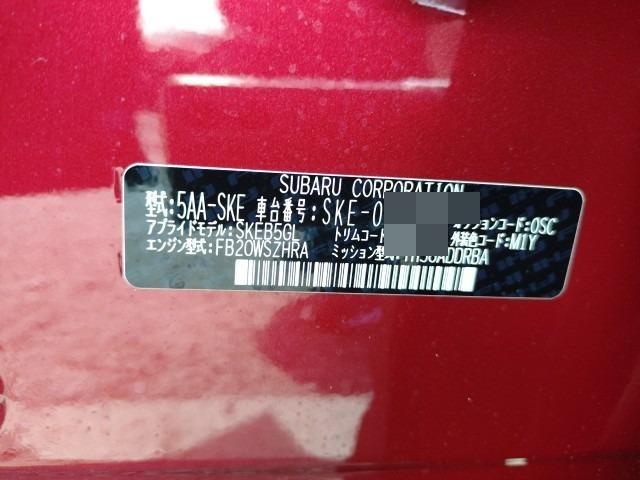 SUBARU CORPORATION
型式:5AA-SKE 車台番号:SKE-0
アプライドモデル:SKEB5GL トリムコード オプションコード:0SC
エンジン型式:FB20WSZHRA ミッション型式: 外装色コード:M1Y